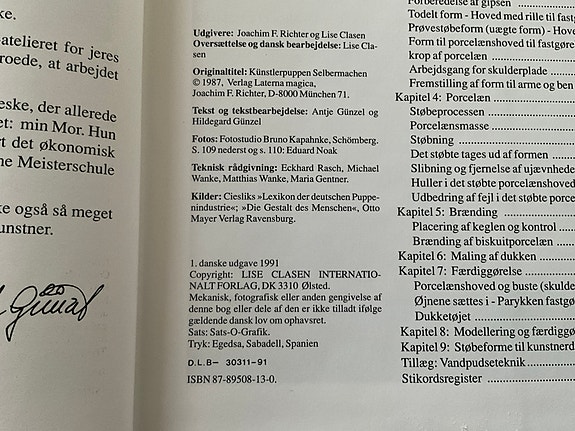 ke.
-atelieret for jeres
roede, at arbejdet
eske, der allerede
et: min Mor. Hun
rt det økonomisk
ne Meisterschule
ke også så meget
unstner.
Udgivere: Joachim F. Richter og Lise Clasen
Oversættelse og dansk bearbejdelse: Lise Cla-
sen
Originaltitel: Künstlerpuppen Selbermachen
© 1987, Verlag Laterna magica,
Joachim F. Richter, D-8000 München 71.
Tekst og tekstbearbejdelse: Antje Günzel og
Hildegard Günzel
Fotos: Fotostudio Bruno Kapahnke, Schömberg.
S. 109 nederst og s. 110: Eduard Noak
Teknisk rådgivning: Eckhard Rasch, Michael
Wanke, Matthias Wanke, Maria Gentner.
Kilder: Ciesliks »Lexikon der deutschen Puppe-
nindustrie«; »Die Gestalt des Menschen«, Otto
Mayer Verlag Ravensburg.
1. danske udgave 1991
Copyright: LISE CLASEN INTERNATIO-
NALT FORLAG, DK 3310 Ølsted.
Mekanisk, fotografisk eller anden gengivelse af
denne bog eller dele af den er ikke tilladt ifølge
gældende dansk lov om ophavsret.
Sats: Sats-O-Grafik.
Tryk: Egedsa, Sabadell, Spanien
D.L.B- 30311-91
ISBN 87-89508-13-0.
Forberedelse af gipsen
Todelt form - Hoved med rille til fast
Prøvestøbeform (uægte form) - Hove
Form til porcelænshoved til fastgøre
krop af porcelæn
Arbejdsgang for skulderplade
Fremstilling af form til arme og ben
Kapitel 4: Porcelæn
Støbeprocessen
Porcelænsmasse
Støbning
Det støbte tages ud af formen
Slibning og fjernelse af ujævnhede
Huller i det støbte porcelænshoved
Udbedring af fejl i det støbte porce
Kapitel 5: Brænding
Placering af keglen og kontrol
Brænding af biskuitporcelæn
Kapitel 6: Maling af dukken
Kapitel 7: Færdiggørelse
Porcelænshoved og buste (skulde
Øjnene sættes i - Parykken fastgø
Dukketøjet
Kapitel 8: Modellering og færdiggø
Kapitel 9: Støbeforme til kunstnerd
Tillæg: Vandpudseteknik
Stikordsregister